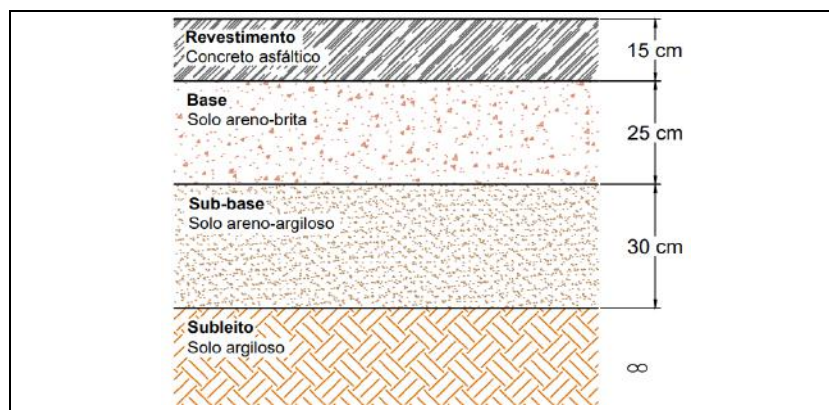 Revestimento
Concreto asfáltico
15 cm
Base
Solo areno-brita
25 cm
Sub-base
Solo areno-argiloso
30 cm
Subleito
Solo argiloso
∞